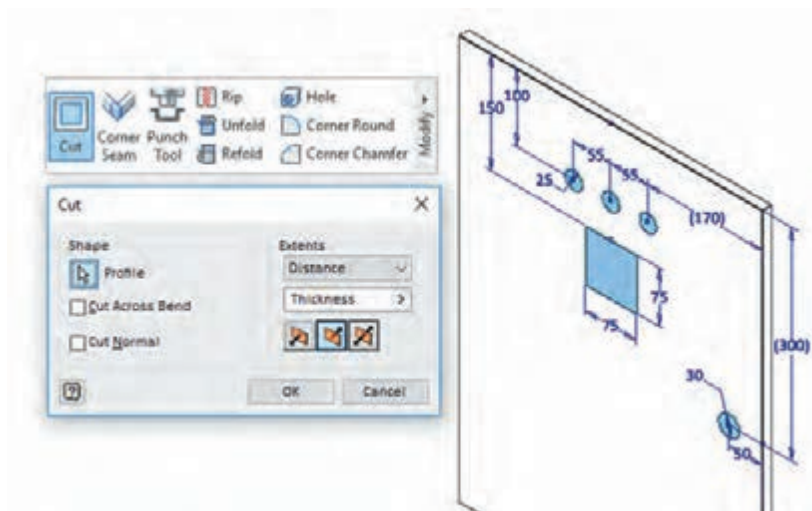 Cut
Corner Seam
Punch Tool
Rip
Unfold
Refold
Hole
Corner Round
Corner Chamfer
Modify
Cut
Shape
Profile
Cut Across Bend
Cut Normal
Extents
Distance
Thickness
OK
Cancel
150
100
55
55
25
(170)
75
75
(300)
30
50